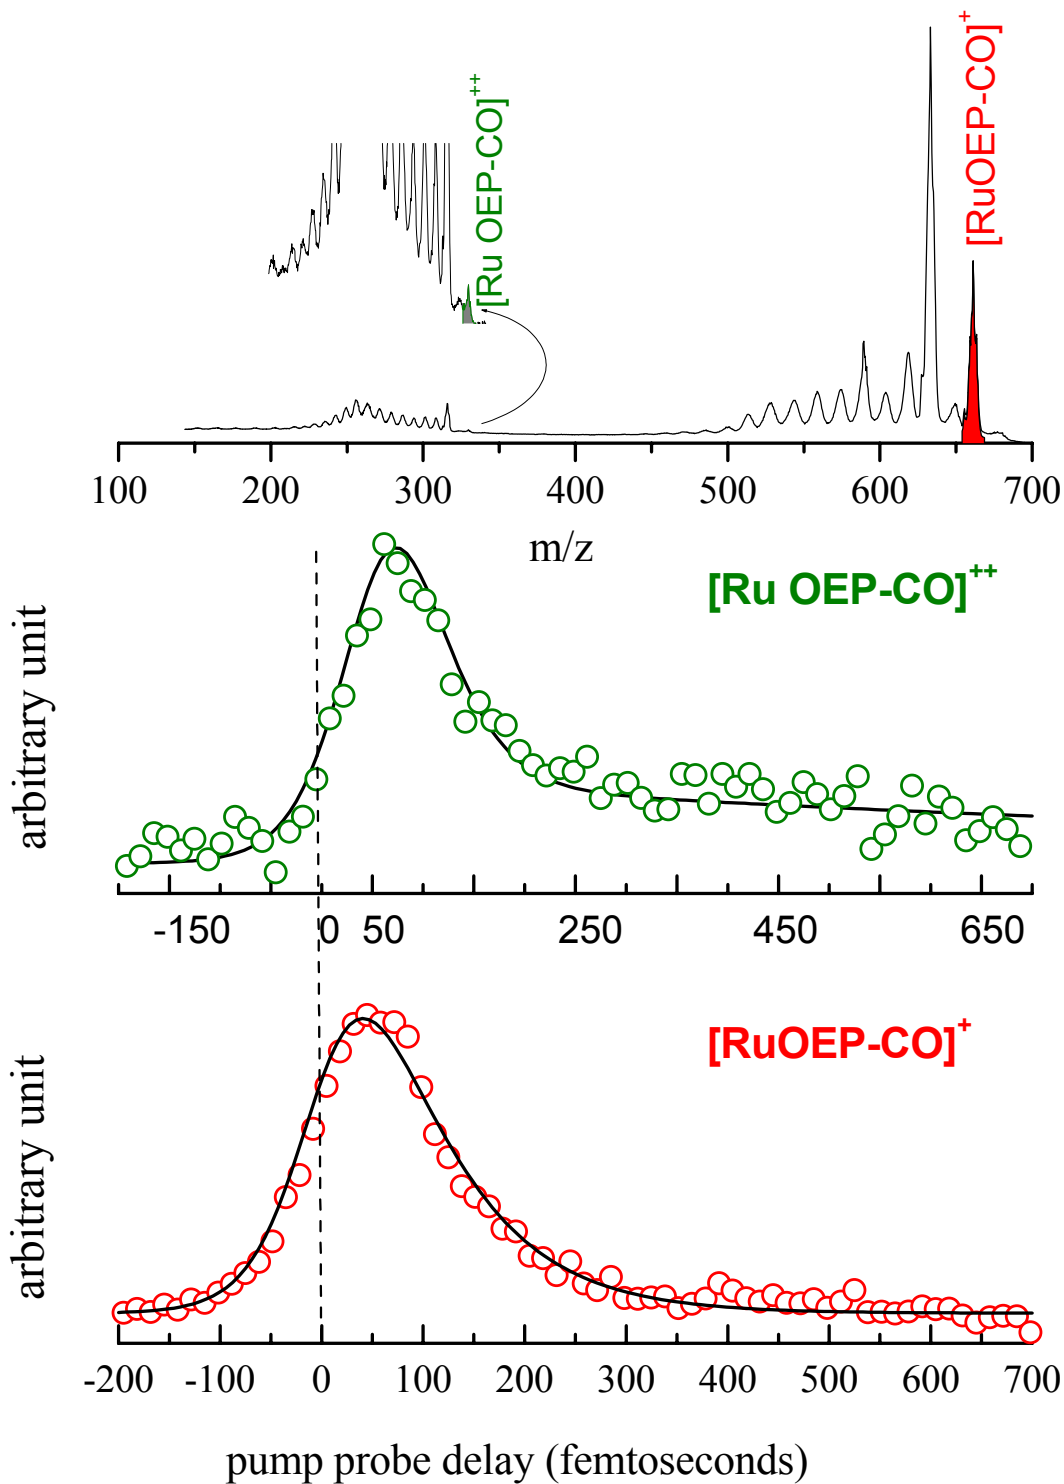 [Ru OEP-CO]++
[RuOEP-CO]+
100 200 300 400 500 600 700
m/z
[Ru OEP-CO]++
arbitrary unit
-150 0 50 250 450 650
[RuOEP-CO]+
arbitrary unit
-200 -100 0 100 200 300 400 500 600 700
pump probe delay (femtoseconds)